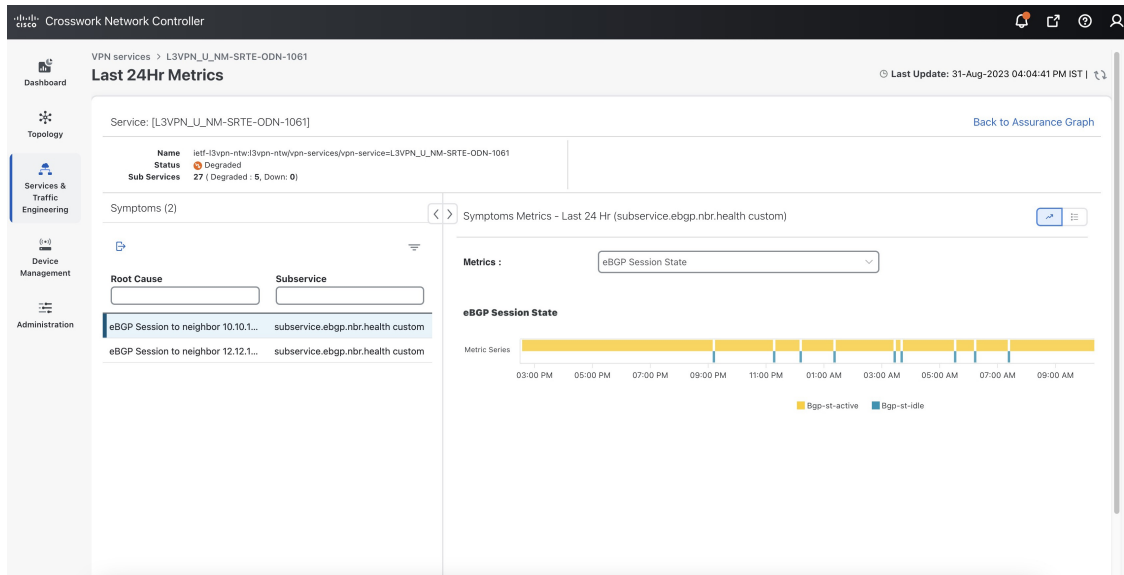 cisco Crosswork Network Controller
VPN services > L3VPN_U_NM-SRTE-ODN-1061
Last 24Hr Metrics
Last Update: 31-Aug-2023 04:04:41 PM IST |
Dashboard
Topology
Services &
Traffic
Engineering
Device
Management
Administration
Service: [L3VPN_U_NM-SRTE-ODN-1061]
Back to Assurance Graph
Name ietf-l3vpn-ntw:l3vpn-ntw/vpn-services/vpn-service=L3VPN_U_NM-SRTE-ODN-1061
Status Degraded
Sub Services 27 ( Degraded : 5, Down: 0)
Symptoms (2)
Root Cause Subservice
eBGP Session to neighbor 10.10.1... subservice.ebgp.nbr.health custom
eBGP Session to neighbor 12.12.1... subservice.ebgp.nbr.health custom
Symptoms Metrics - Last 24 Hr (subservice.ebgp.nbr.health custom)
Metrics : eBGP Session State
eBGP Session State
Metric Series
03:00 PM 05:00 PM 07:00 PM 09:00 PM 11:00 PM 01:00 AM 03:00 AM 05:00 AM 07:00 AM 09:00 AM
Bgp-st-active Bgp-st-idle